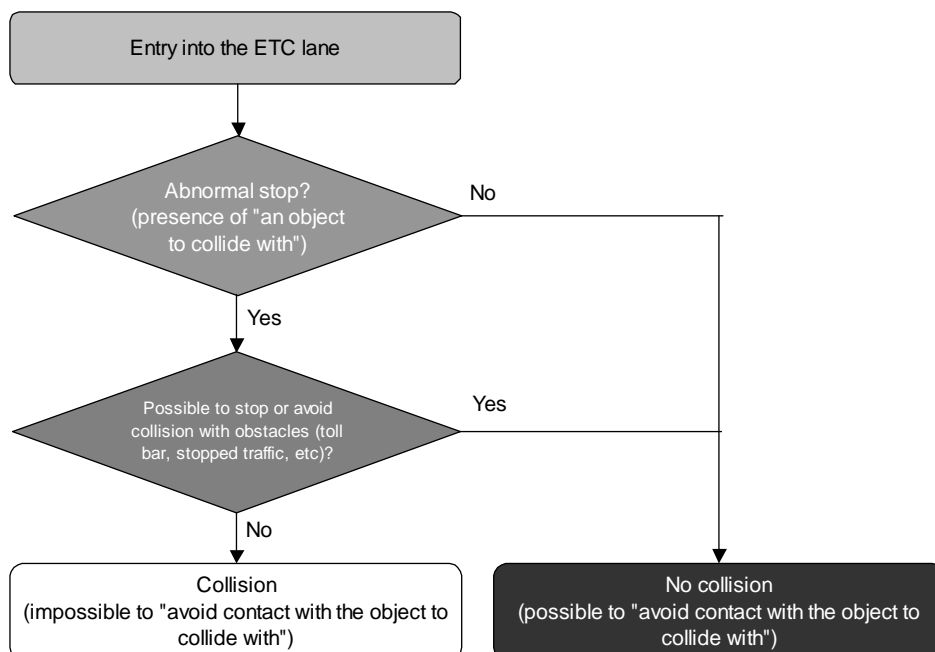 Entry into the ETC lane
Abnormal stop?
(presence of "an object
to collide with")
No
Yes
Possible to stop or avoid
collision with obstacles (toll
bar, stopped traffic, etc)?
Yes
No
Collision
(impossible to "avoid contact with the object to
collide with")
No collision
(possible to "avoid contact with the object to
collide with")